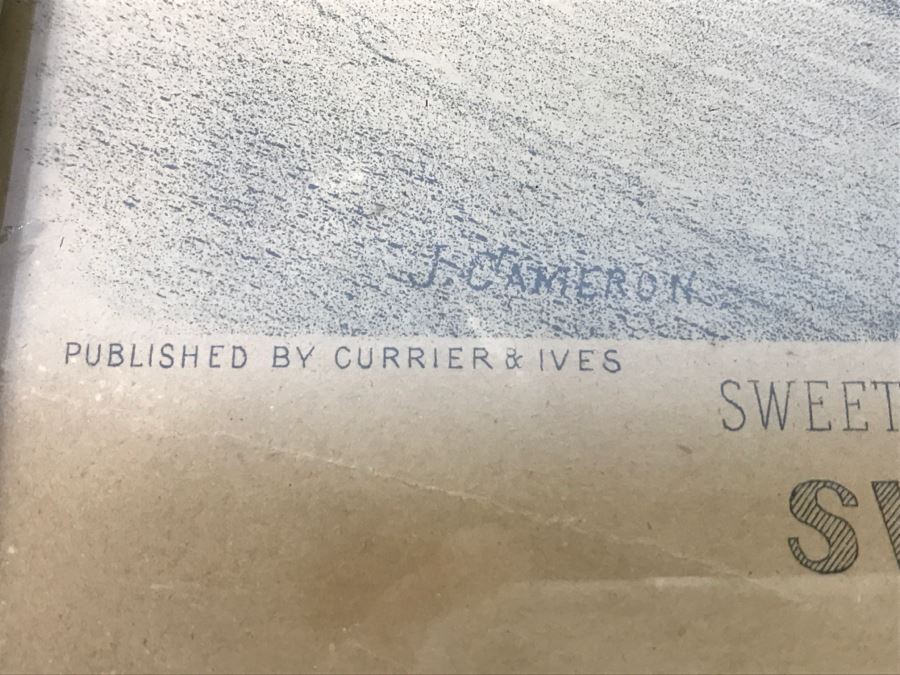 J. CAMERON
PUBLISHED BY CURRIER & IVES
SWEET
S